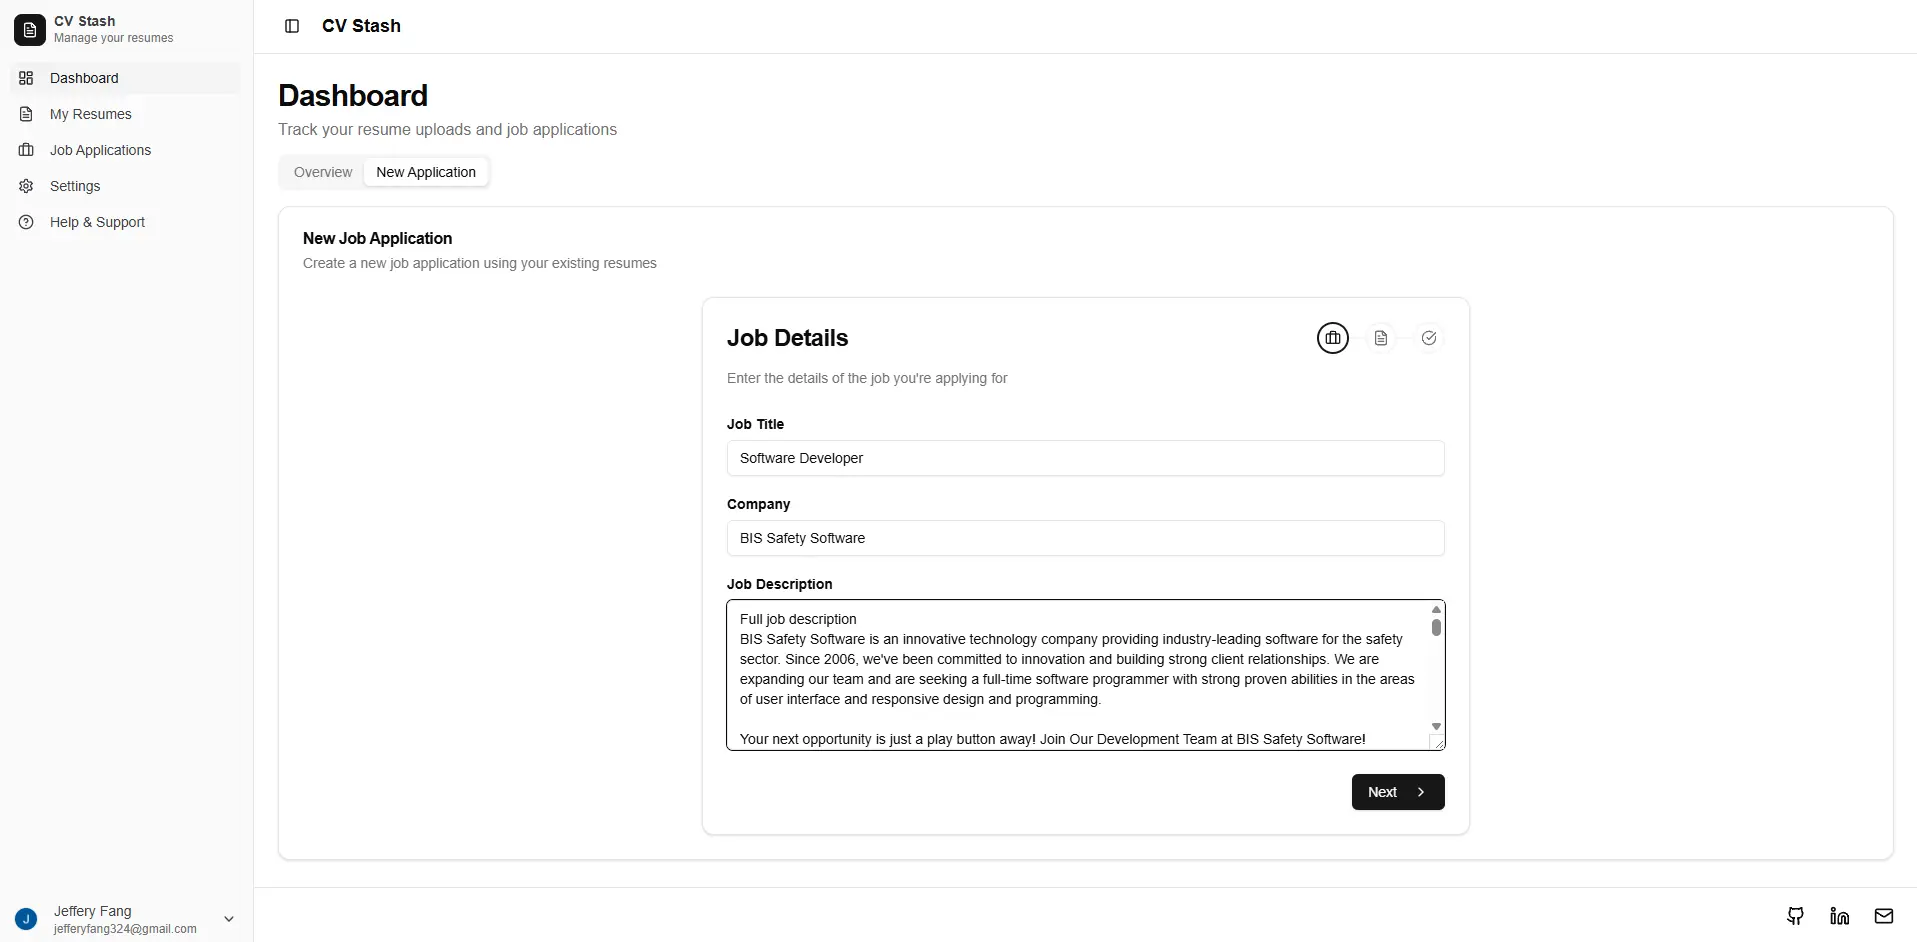 CV Stash
Manage your resumes
Dashboard
My Resumes
Job Applications
Settings
Help & Support
Jeffery Fang
J
jefferyfang324@gmail.com
CV Stash
Dashboard
Track your resume uploads and job applications
Overview
New Application
New Job Application
Create a new job application using your existing resumes
Job Details
Enter the details of the job you're applying for
Job Title
Software Developer
Company
BIS Safety Software
Job Description
Full job description
BIS Safety Software is an innovative technology company providing industry-leading software for the safety
sector. Since 2006, we've been committed to innovation and building strong client relationships. We are
expanding our team and are seeking a full-time software programmer with strong proven abilities in the areas
of user interface and responsive design and programming.
Your next opportunity is just a play button away! Join Our Development Team at BIS Safety Software!
Next